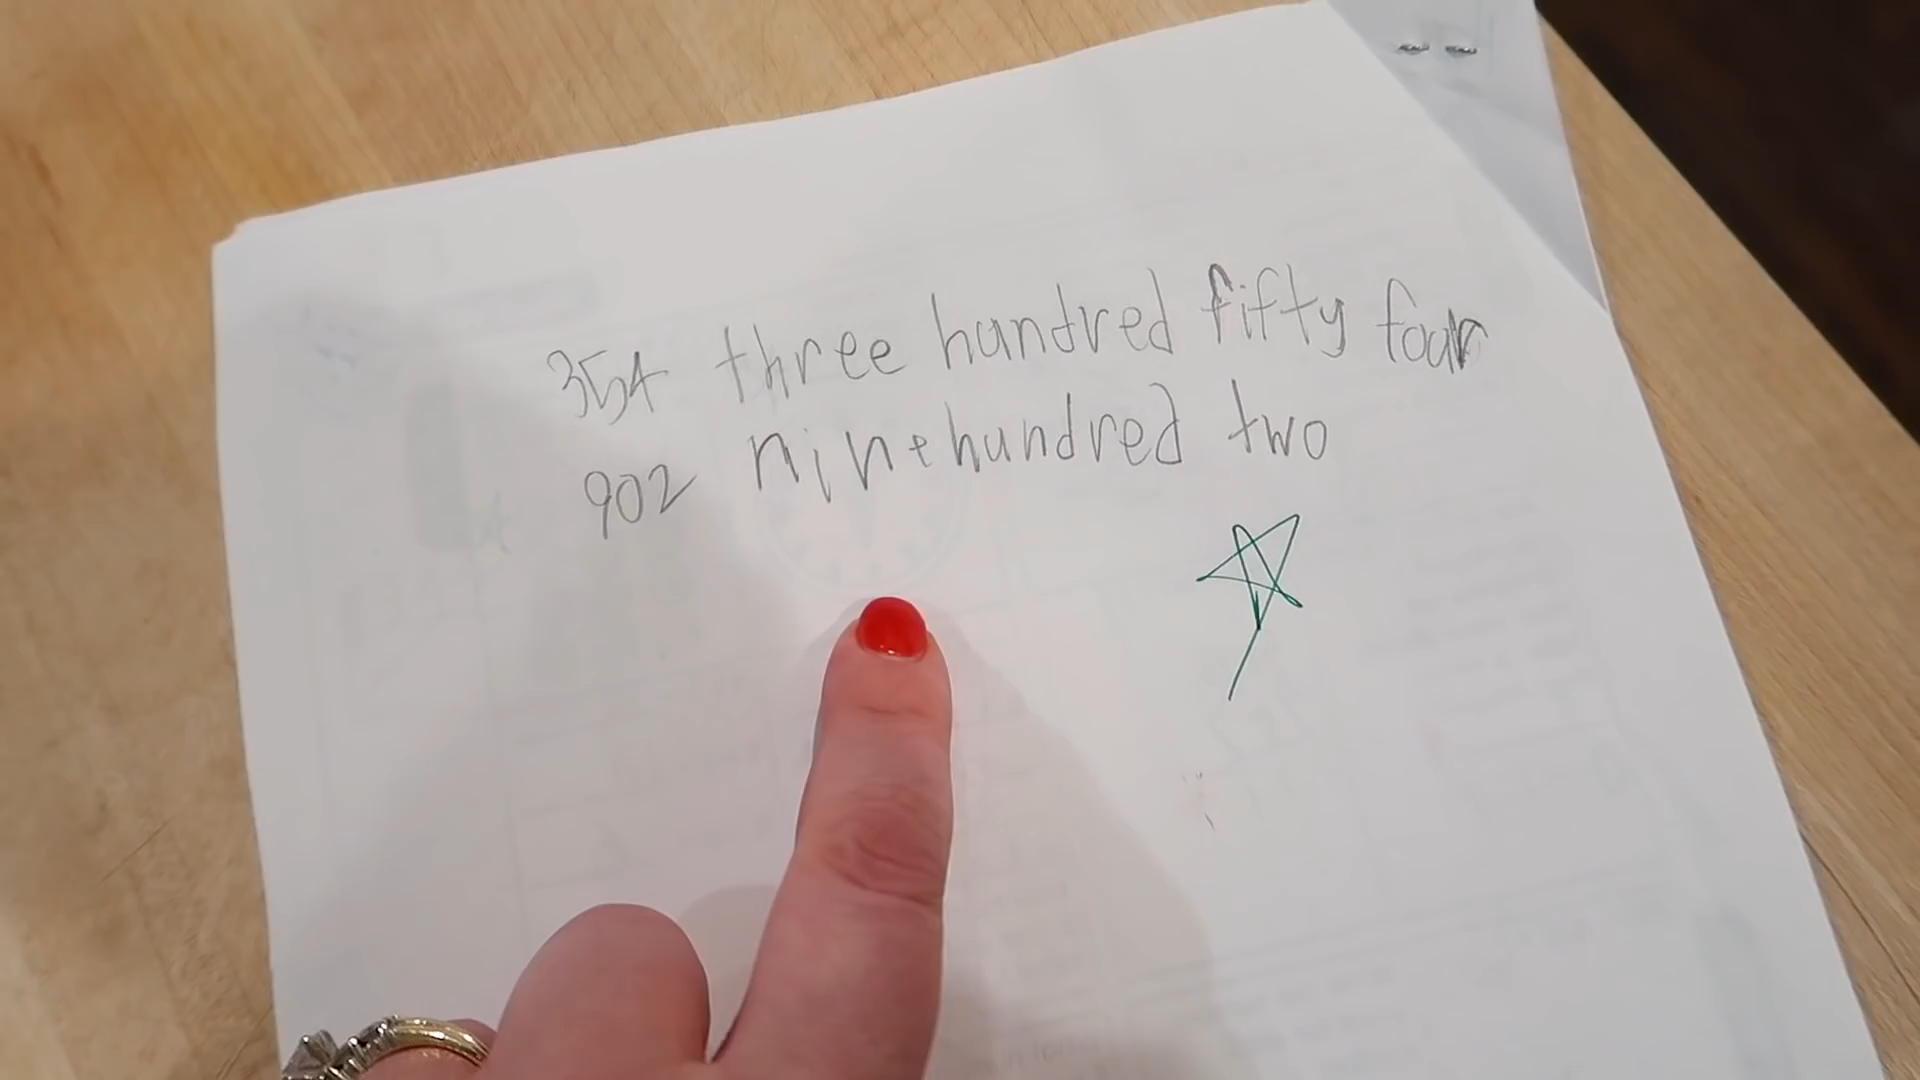 354 three hundred fifty four
902 nine hundred two